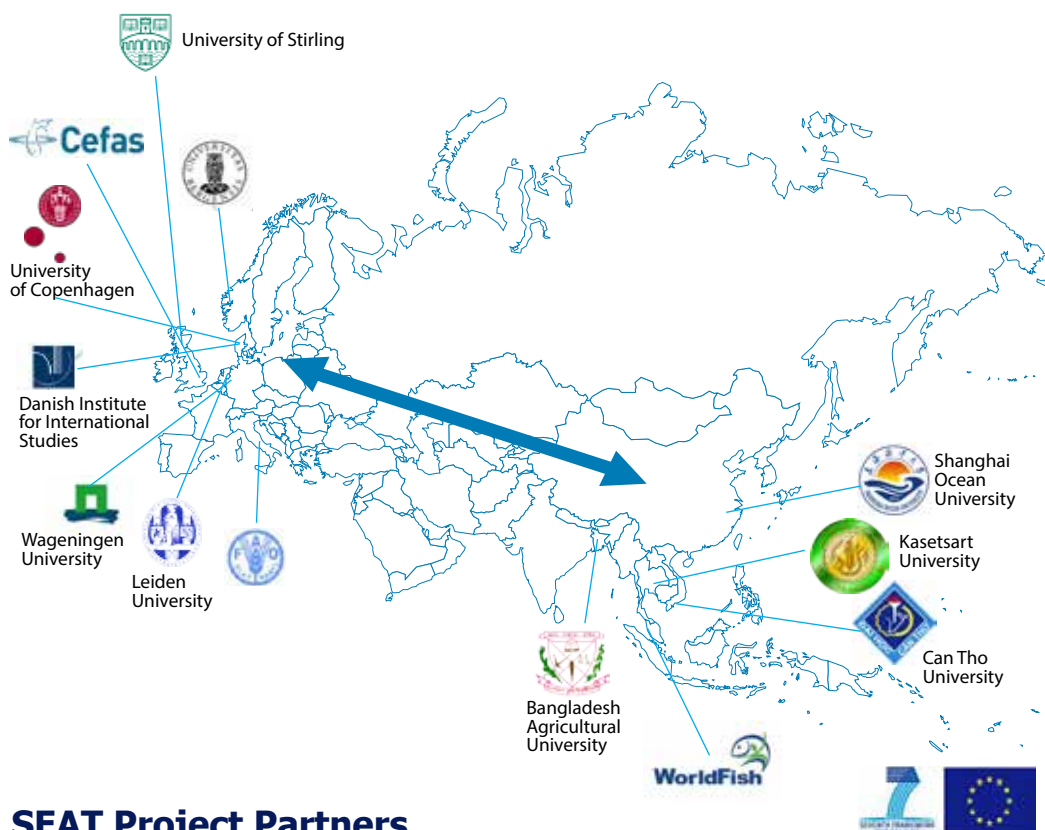 University of Stirling
Cefas
University
of Copenhagen
Danish Institute
for International
Studies
Wageningen
University
Leiden
University
FAO
Shanghai
Ocean
University
Kasetsart
University
Can Tho
University
Bangladesh
Agricultural
University
WorldFish
SEAT Project Partners